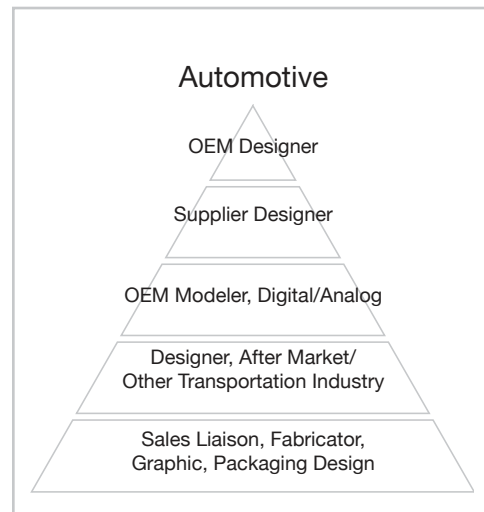 Automotive
OEM Designer
Supplier Designer
OEM Modeler, Digital/Analog
Designer, After Market/
Other Transportation Industry
Sales Liaison, Fabricator,
Graphic, Packaging Design